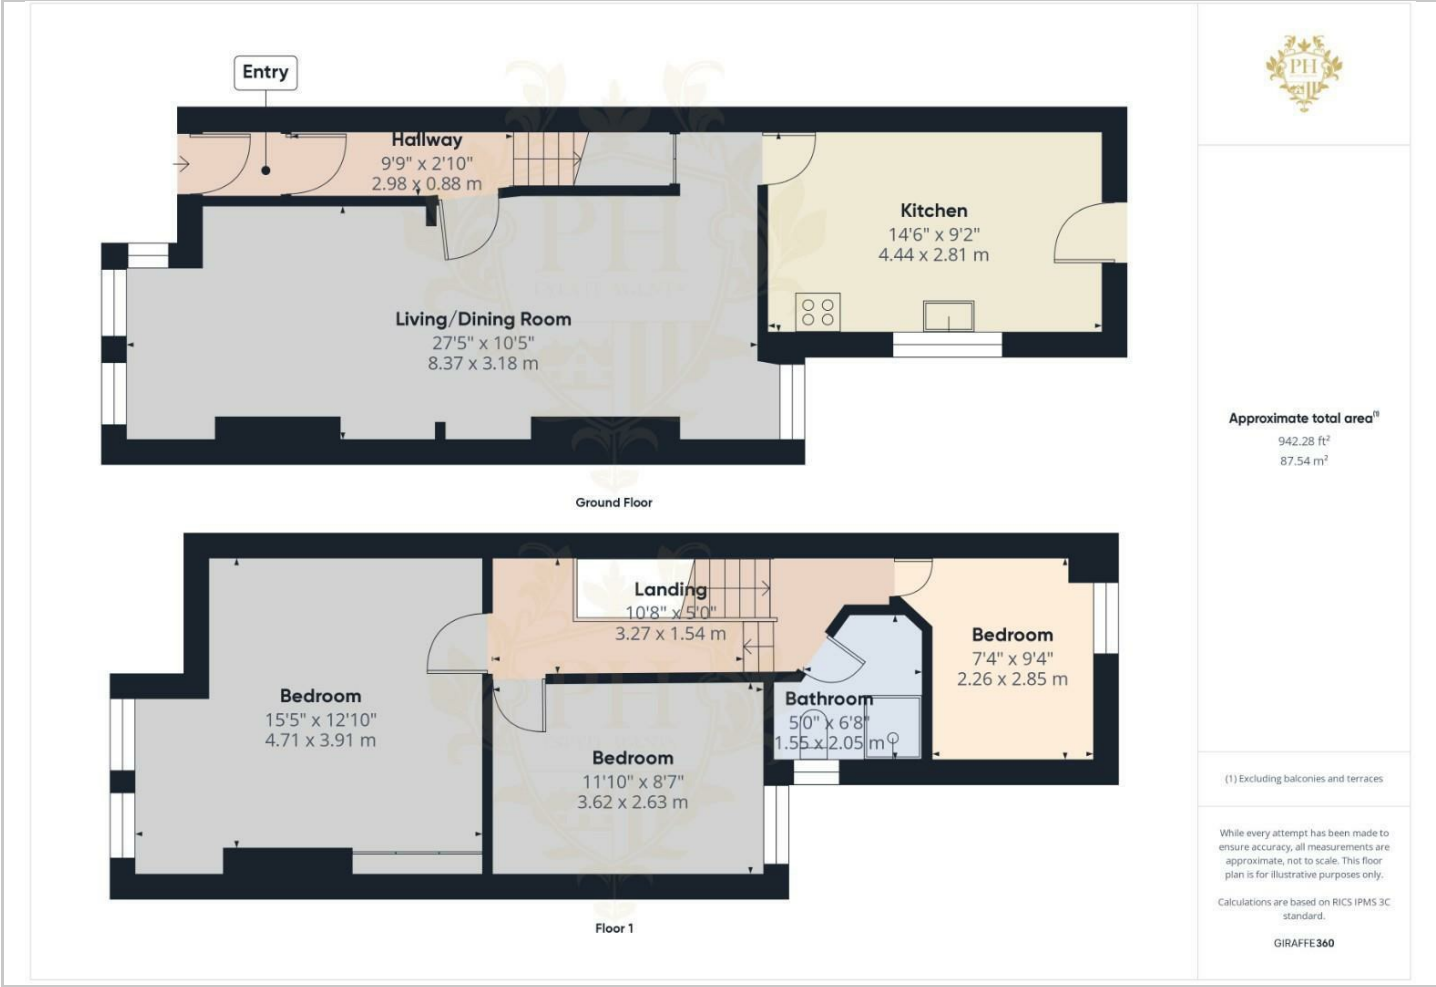 Entry
Hallway
9'9" x 2'10"
2.98 x 0.88 m
Kitchen
14'6" x 9'2"
4.44 x 2.81 m
Living/Dining Room
27'5" x 10'5"
8.37 x 3.18 m
Ground Floor
Landing
10'8" x 5'0"
3.27 x 1.54 m
Bedroom
7'4" x 9'4"
2.26 x 2.85 m
Bedroom
15'5" x 12'10"
4.71 x 3.91 m
Bathroom
5'0" x 6'8"
1.55 x 2.05 m
Bedroom
11'10" x 8'7"
3.62 x 2.63 m
Floor 1
PH
Approximate total area(1)
942.28 ft²
87.54 m²
(1) Excluding balconies and terraces
While every attempt has been made to
ensure accuracy, all measurements are
approximate, not to scale. This floor
plan is for illustrative purposes only.
Calculations are based on RICS IPMS 3C
standard.
GIRAFFE360
PH
ESTATE AGENTS
PH
ESTATE AGENTS